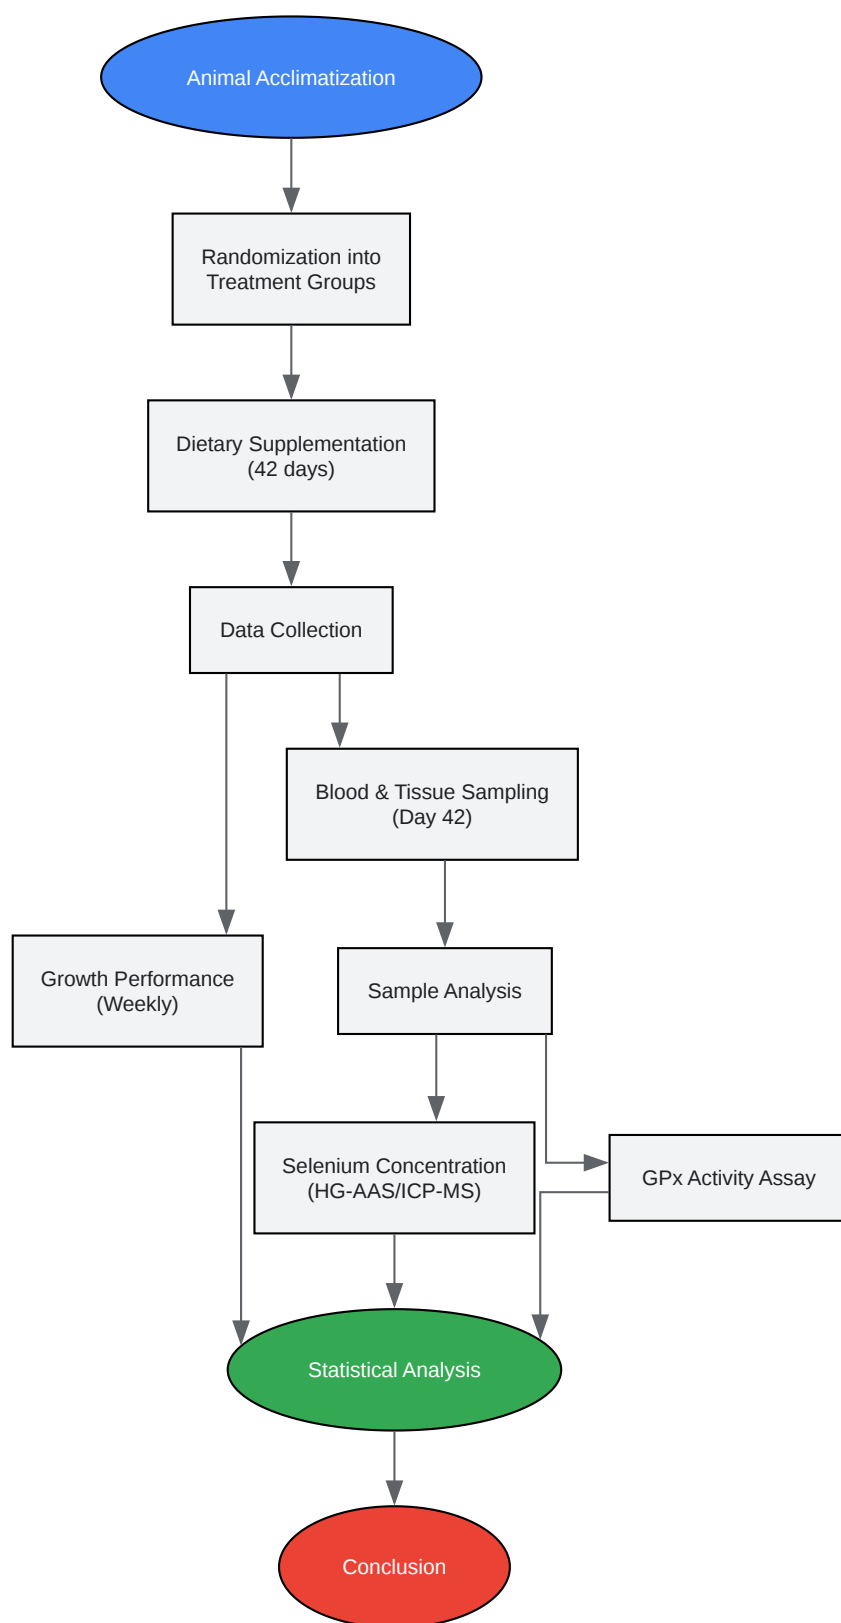 Animal Acclimatization
Randomization into
Treatment Groups
Dietary Supplementation
(42 days)
Data Collection
Blood & Tissue Sampling
(Day 42)
Growth Performance
(Weekly)
Sample Analysis
Selenium Concentration
(HG-AAS/ICP-MS)
GPx Activity Assay
Statistical Analysis
Conclusion